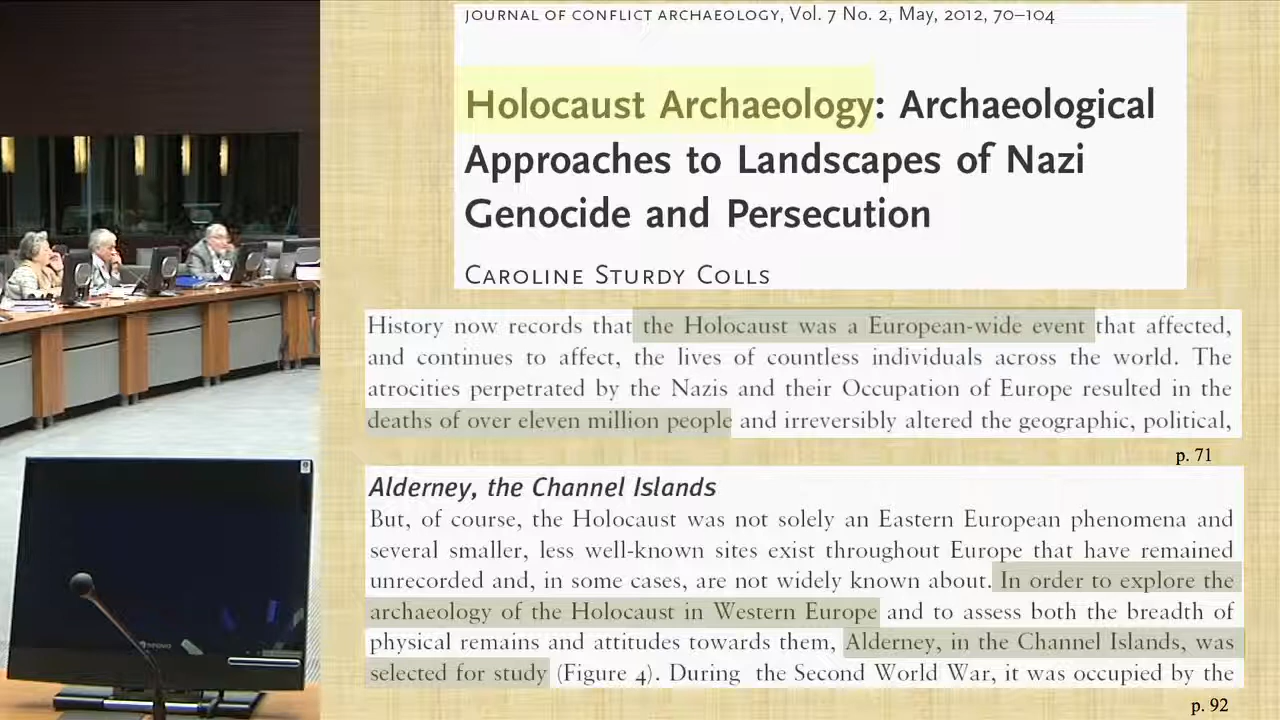 JOURNAL OF CONFLICT ARCHAEOLOGY, Vol. 7 No. 2, May, 2012, 70–104
Holocaust Archaeology: Archaeological
Approaches to Landscapes of Nazi
Genocide and Persecution
CAROLINE STURDY COLLS
History now records that the Holocaust was a European-wide event that affected,
and continues to affect, the lives of countless individuals across the world. The
atrocities perpetrated by the Nazis and their Occupation of Europe resulted in the
deaths of over eleven million people and irreversibly altered the geographic, political,
p. 71
Alderney, the Channel Islands
But, of course, the Holocaust was not solely an Eastern European phenomena and
several smaller, less well-known sites exist throughout Europe that have remained
unrecorded and, in some cases, are not widely known about. In order to explore the
archaeology of the Holocaust in Western Europe and to assess both the breadth of
physical remains and attitudes towards them, Alderney, in the Channel Islands, was
selected for study (Figure 4). During the Second World War, it was occupied by the
p. 92